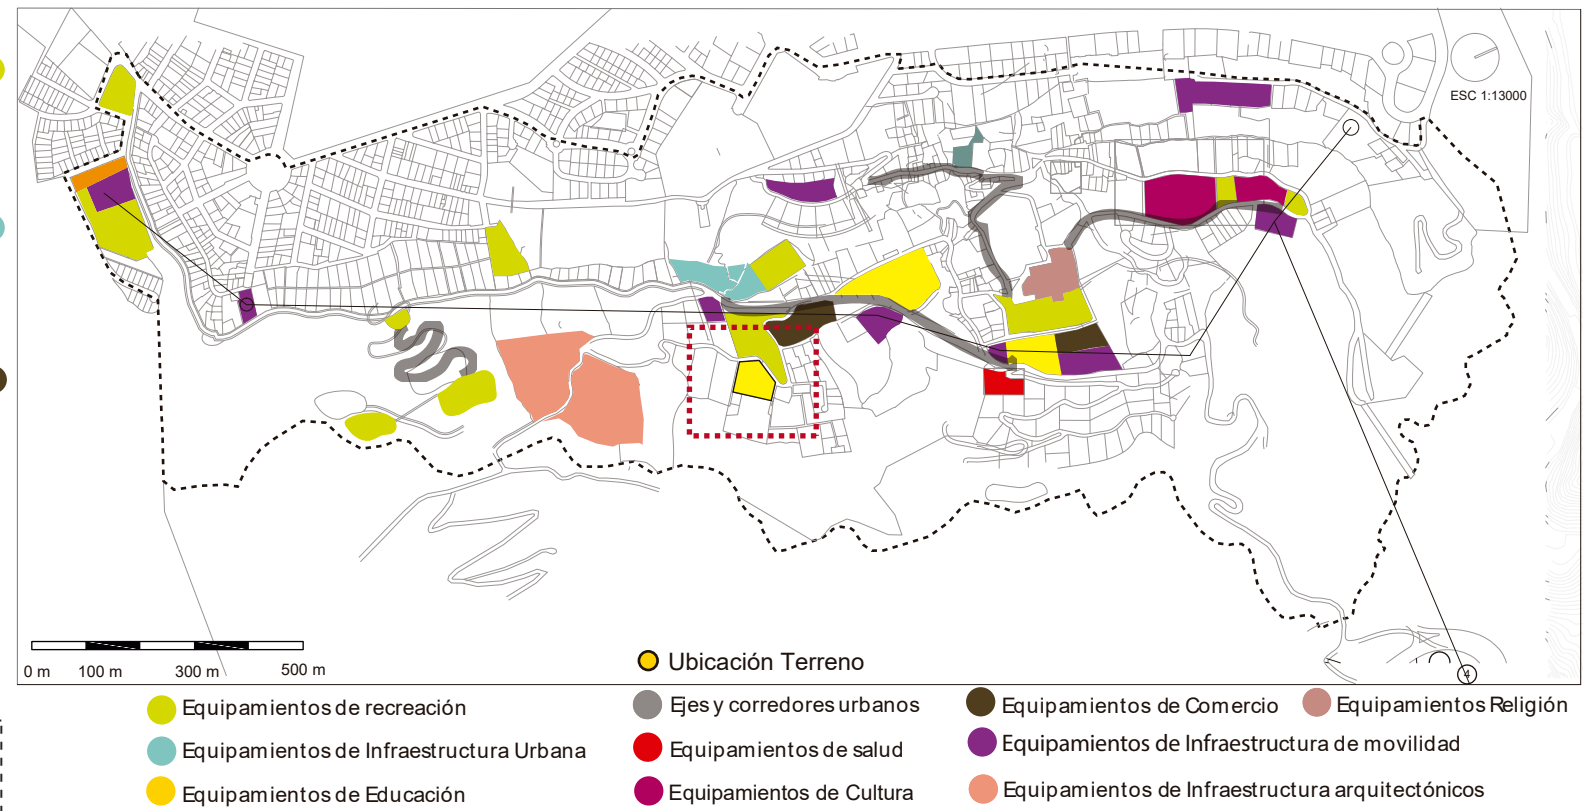 ESC 1:13000
4
0 m 100 m 300 m 500 m
Ubicación Terreno
Equipamientos de recreación
Ejes y corredores urbanos
Equipamientos de Comercio
Equipamientos Religión
Equipamientos de Infraestructura Urbana
Equipamientos de salud
Equipamientos de Infraestructura de movilidad
Equipamientos de Educación
Equipamientos de Cultura
Equipamientos de Infraestructura arquitectónicos